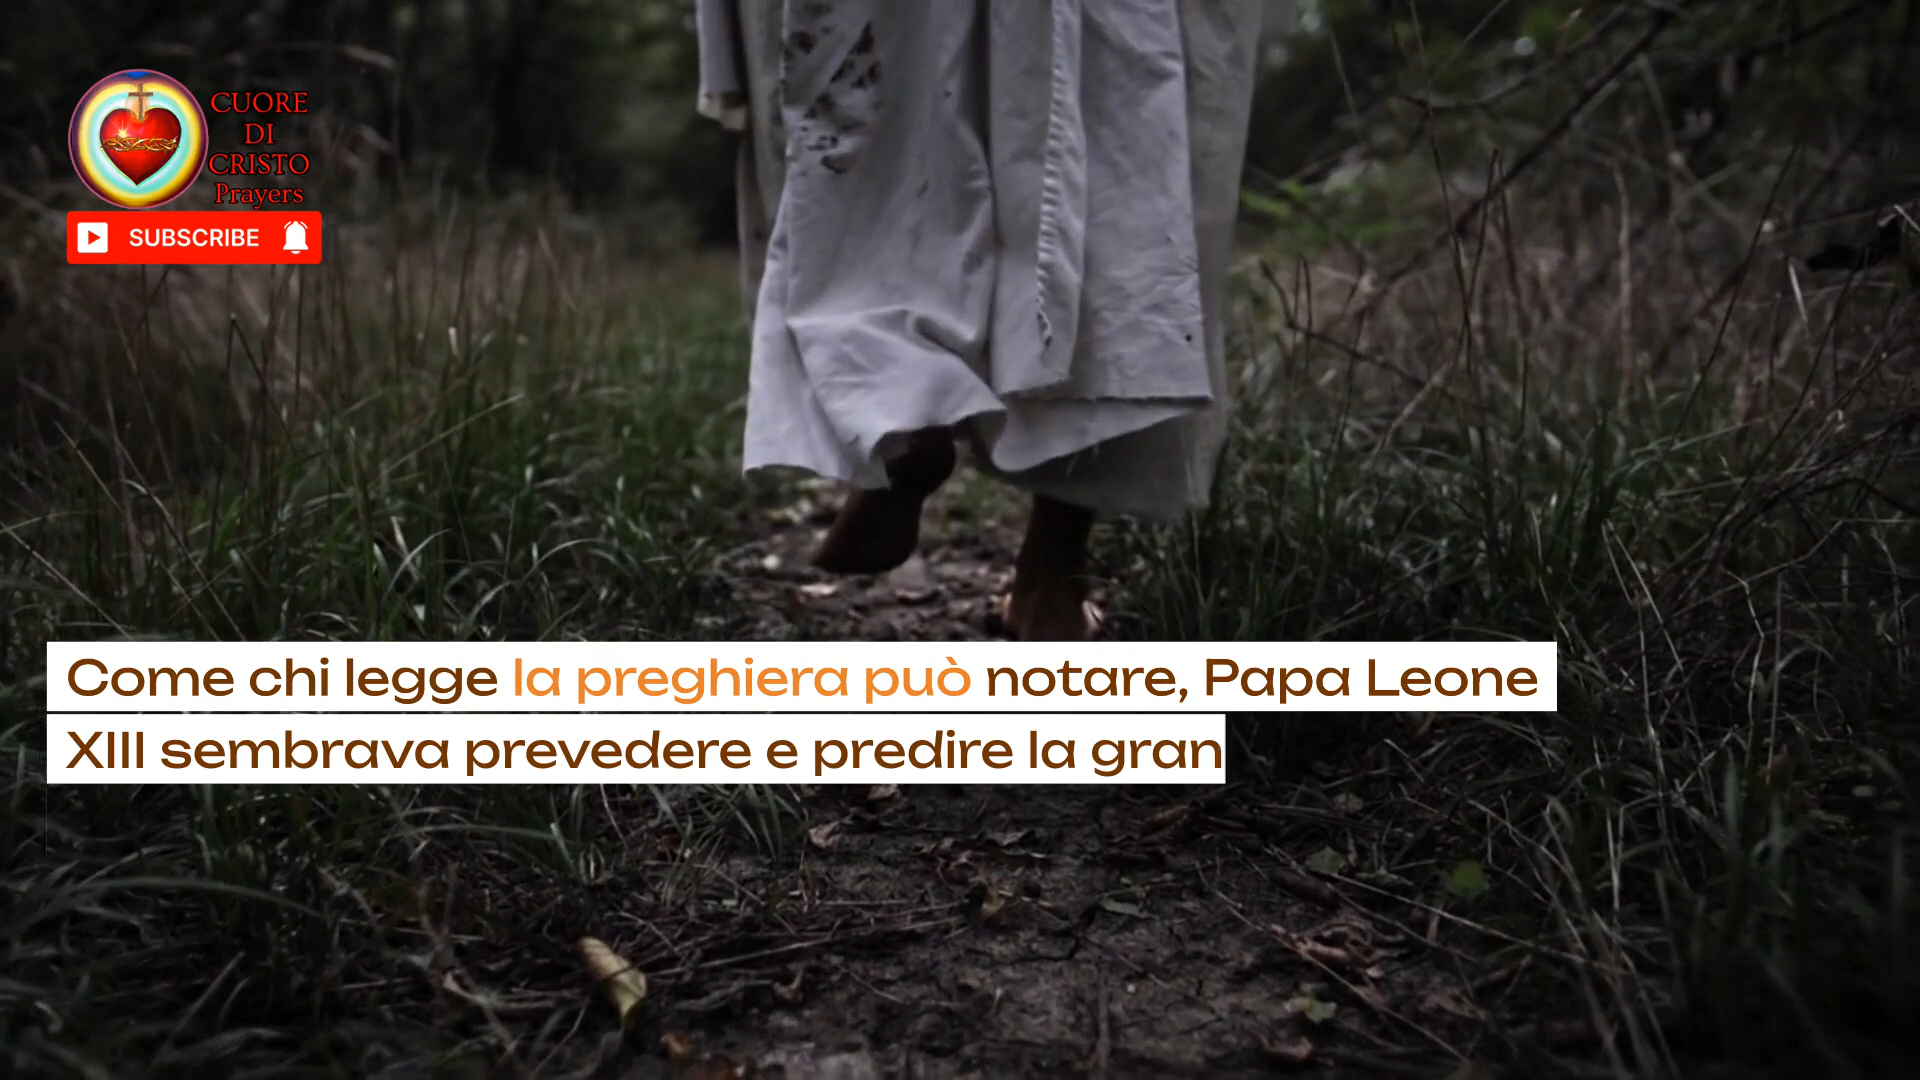 CUORE
DI
CRISTO
Prayers
SUBSCRIBE
Come chi legge la preghiera può notare, Papa Leone
XIII sembrava prevedere e predire la gran